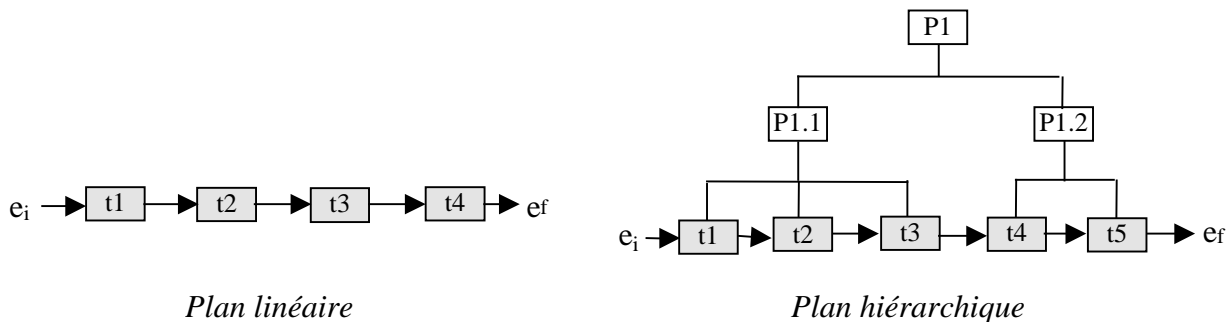 P1
P1.1 P1.2
ei t1 t2 t3 t4 ef
ei t1 t2 t3 t4 t5 ef
Plan linéaire
Plan hiérarchique